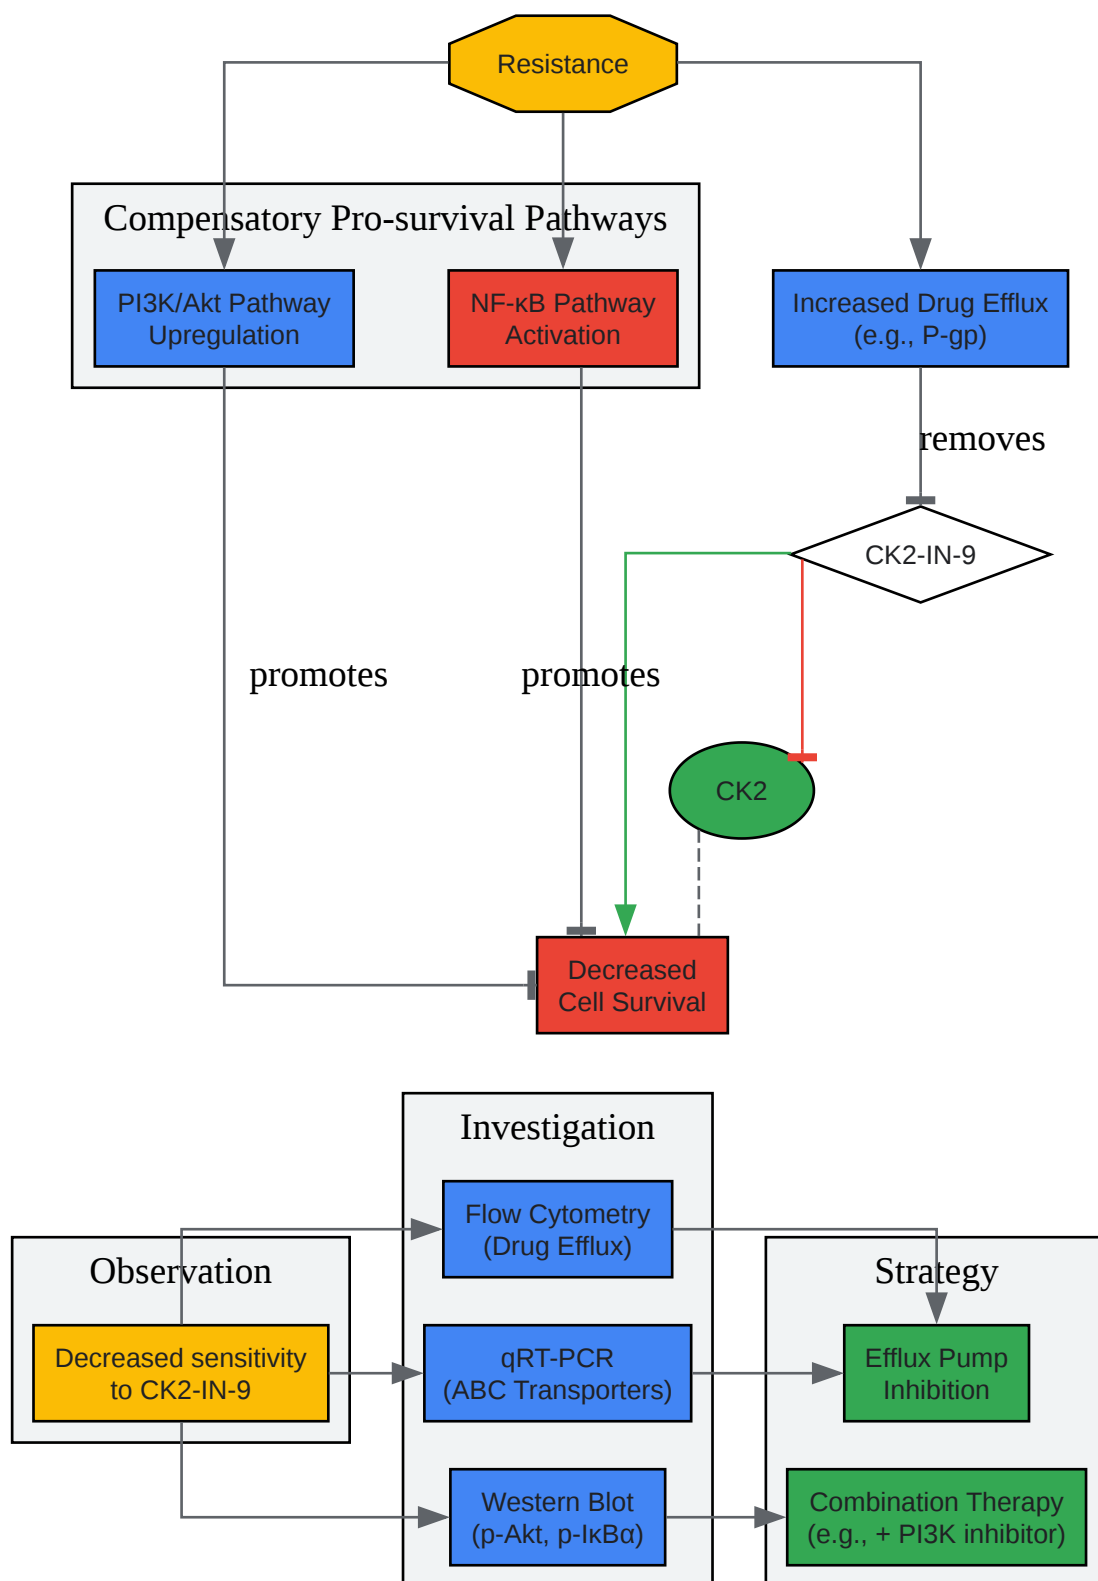 Resistance
Compensatory Pro-survival Pathways
PI3K/Akt Pathway
Upregulation
NF-κB Pathway
Activation
Increased Drug Efflux
(e.g., P-gp)
removes
CK2-IN-9
promotes
promotes
CK2
Decreased
Cell Survival
Investigation
Flow Cytometry
(Drug Efflux)
Observation
Strategy
Decreased sensitivity
to CK2-IN-9
qRT-PCR
(ABC Transporters)
Efflux Pump
Inhibition
Western Blot
(p-Akt, p-IκBα)
Combination Therapy
(e.g., + PI3K inhibitor)